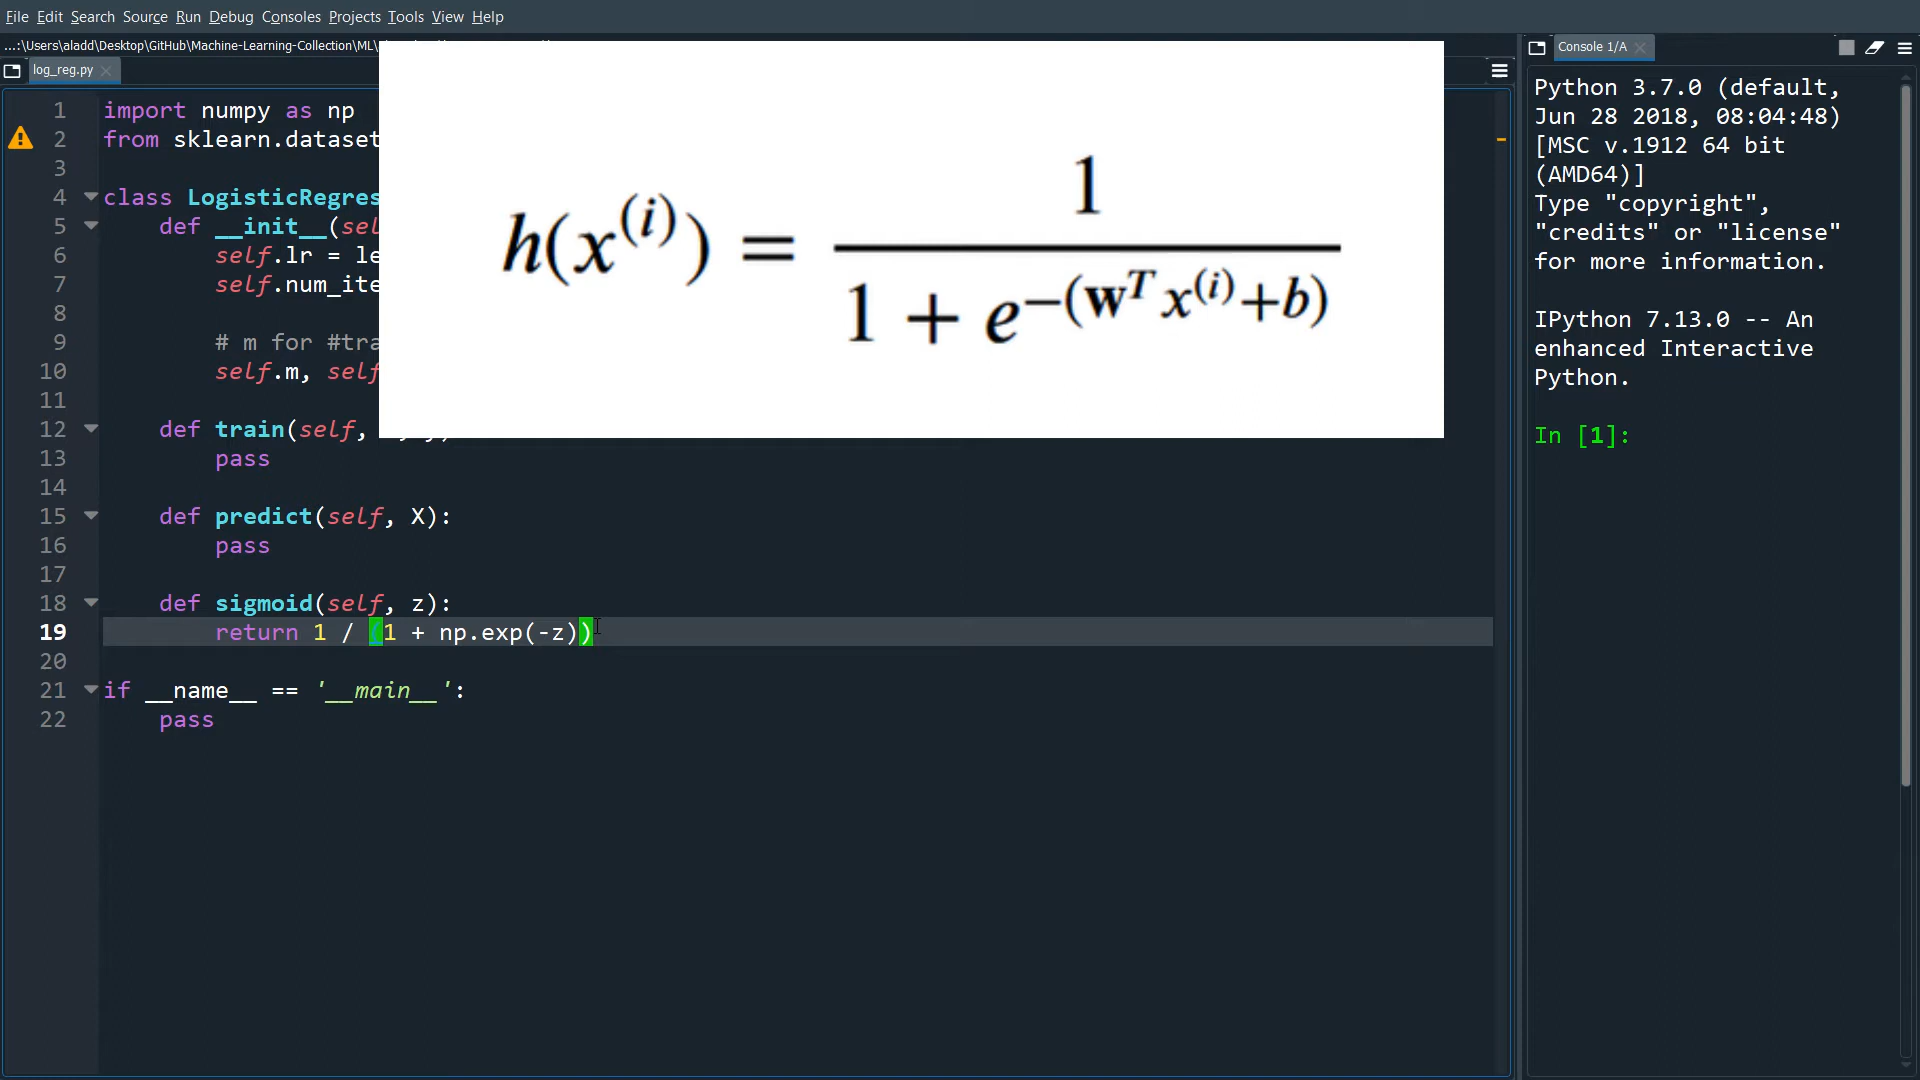 File Edit Search Source Run Debug Consoles Projects Tools View Help
...:\Users\aladd\Desktop\GitHub\Machine-Learning-Collection\ML\
log_reg.py
1 import numpy as np
2 from sklearn.dataset
3
4 class LogisticRegres
5 def __init__(sel
6 self.lr = le
7 self.num_ite
8
9 # m for #tra
10 self.m, self
11
12 def train(self,
13 pass
14
15 def predict(self, X):
16 pass
17
18 def sigmoid(self, z):
19 return 1 / (1 + np.exp(-z))
20
21 if __name__ == '__main__':
22 pass
h(x^{(i)}) = \frac{1}{1 + e^{-(\mathbf{w}^T x^{(i)}+b)}}
Console 1/A
Python 3.7.0 (default,
Jun 28 2018, 08:04:48)
[MSC v.1912 64 bit
(AMD64)]
Type "copyright",
"credits" or "license"
for more information.
IPython 7.13.0 -- An
enhanced Interactive
Python.
In [1]: